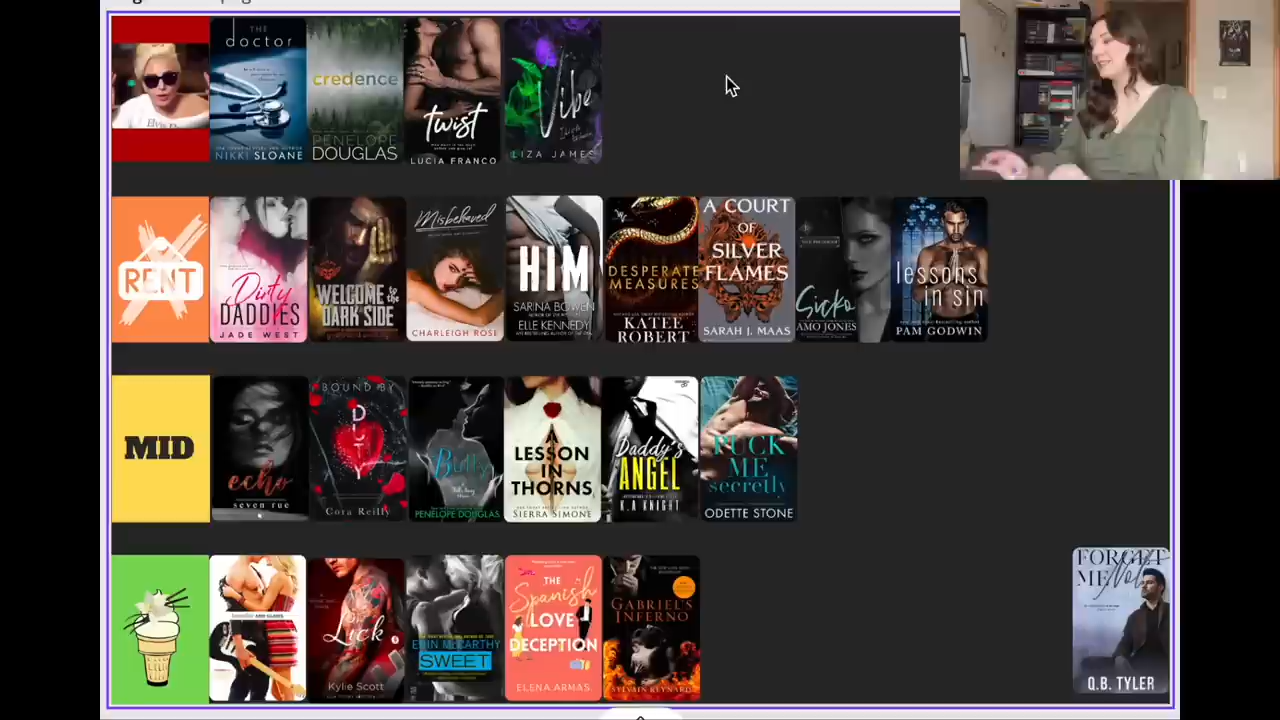 THE
doctor
NIKKI SLOANE
credence
PENELOPE
DOUGLAS
twist
LUCIA FRANCO
Vibe
LIZA JAMES
RENT
Dirty
DADDIES
JADE WEST
WELCOME to the
DARK SIDE
Misbehaved
CHARLEIGH ROSE
HIM
SARINA BOWEN
ELLE KENNEDY
DESPERATE
MEASURES
KATEE
ROBERT
A COURT
OF
SILVER
FLAMES
SARAH J. MAAS
Sicko
AMO JONES
lessons
in sin
PAM GODWIN
MID
echo
seven rue
BOUND BY
DUTY
Cora Reilly
Bully
PENELOPE DOUGLAS
A
LESSON
IN
THORNS
SIERRA SIMONE
Daddy's
ANGEL
K.A KNIGHT
PUCK
ME
secretly
ODETTE STONE
Lick
Kylie Scott
ERIN MCCARTHY
SWEET
THE
Spanish
LOVE
DECEPTION
ELENA ARMAS
GABRIEL'S
INFERNO
SYLVAIN REYNARD
FORGET
ME Not
Q.B. TYLER